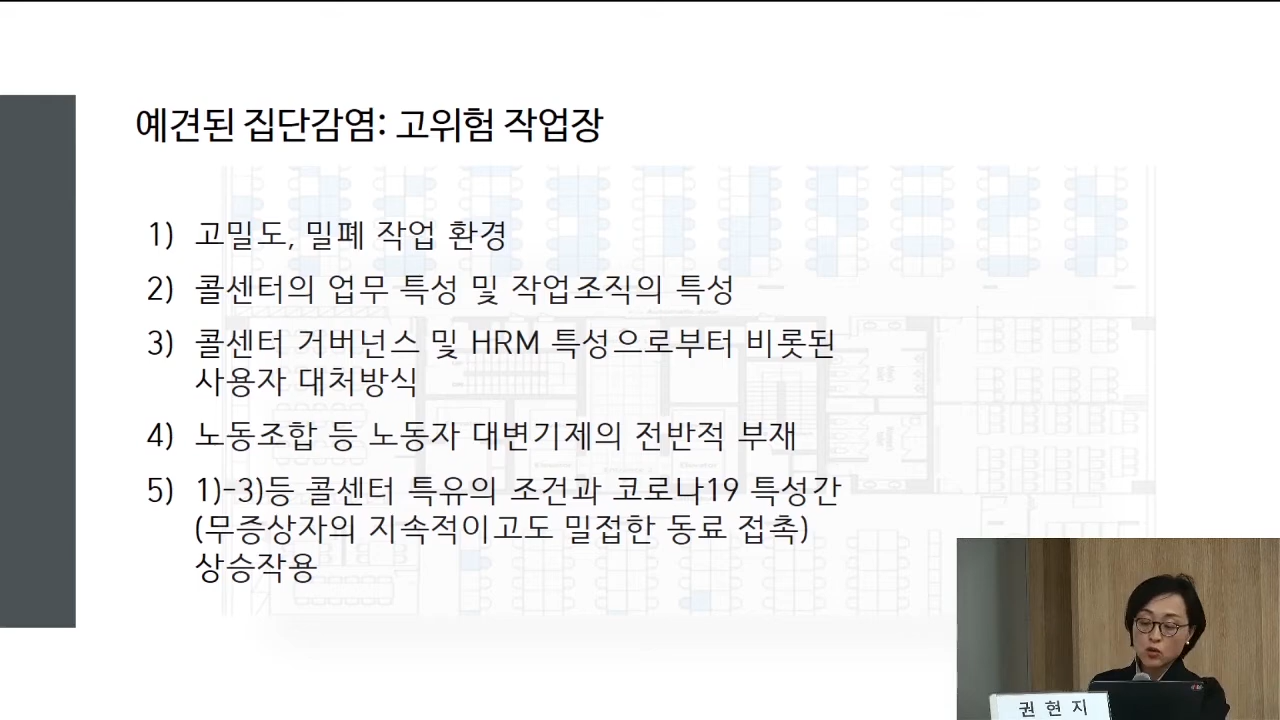 예견된 집단감염: 고위험 작업장
1) 고밀도, 밀폐 작업 환경
2) 콜센터의 업무 특성 및 작업조직의 특성
3) 콜센터 거버넌스 및 HRM 특성으로부터 비롯된
사용자 대처방식
4) 노동조합 등 노동자 대변기제의 전반적 부재
5) 1)-3)등 콜센터 특유의 조건과 코로나19 특성간
(무증상자의 지속적이고도 밀접한 동료 접촉)
상승작용
권 현 지